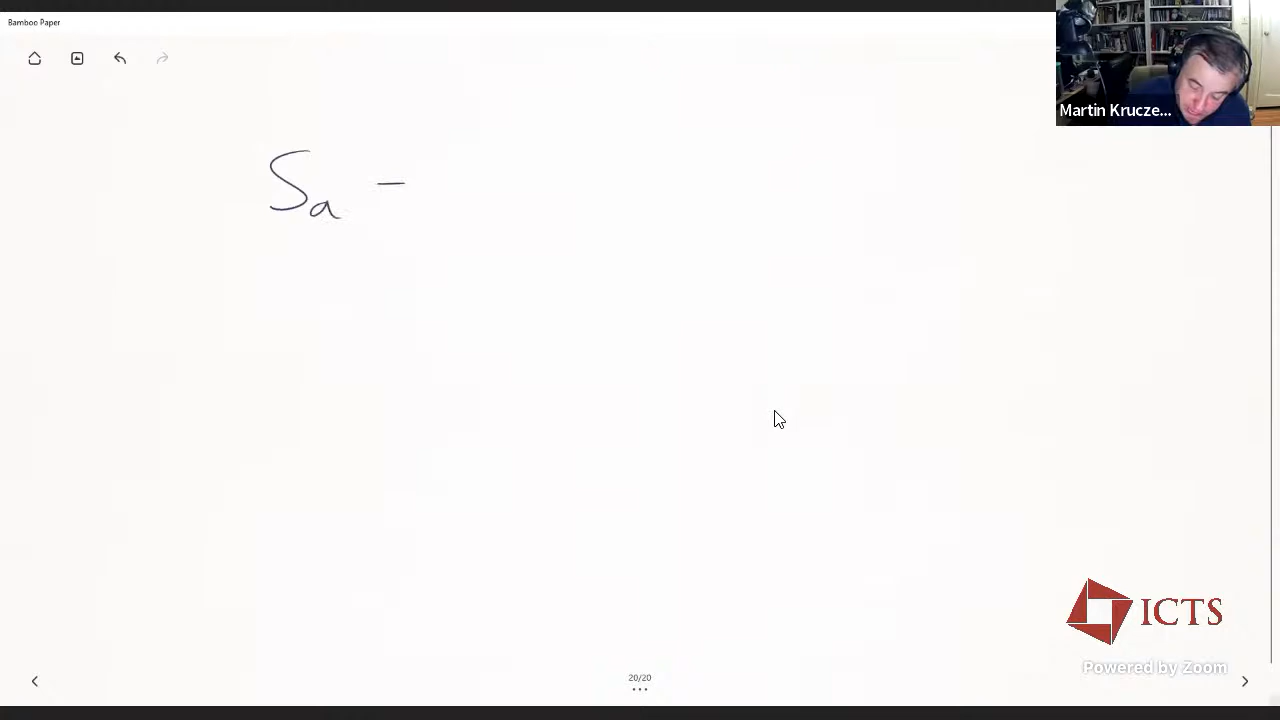 Bamboo Paper
Martin Krucze...
Sa -
ICTS
Powered by Zoom
20/20